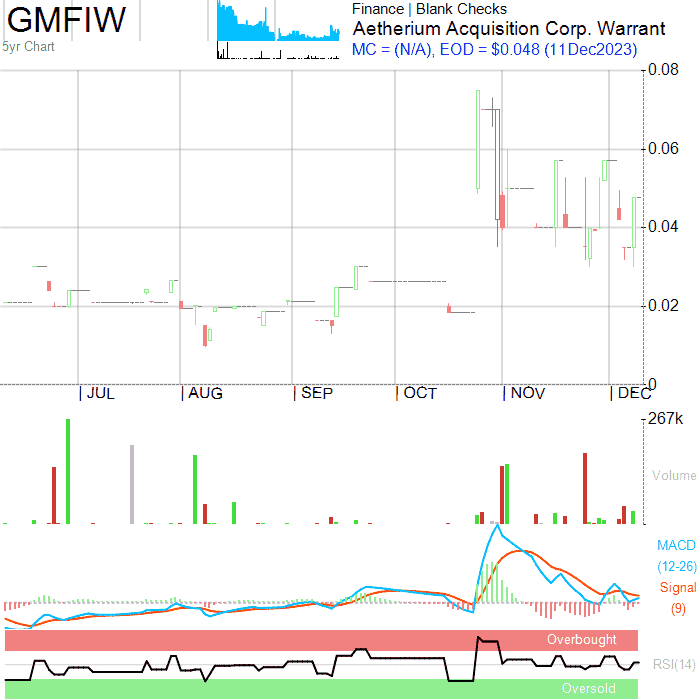 GMFIW
5yr Chart
Finance | Blank Checks
Aetherium Acquisition Corp. Warrant
MC = (N/A), EOD = $0.048 (11Dec2023)
0.08
0.06
0.04
0.02
0
JUL AUG SEP OCT NOV DEC
267k
Volume
MACD
(12-26)
Signal
(9)
Overbought
RSI(14)
Oversold